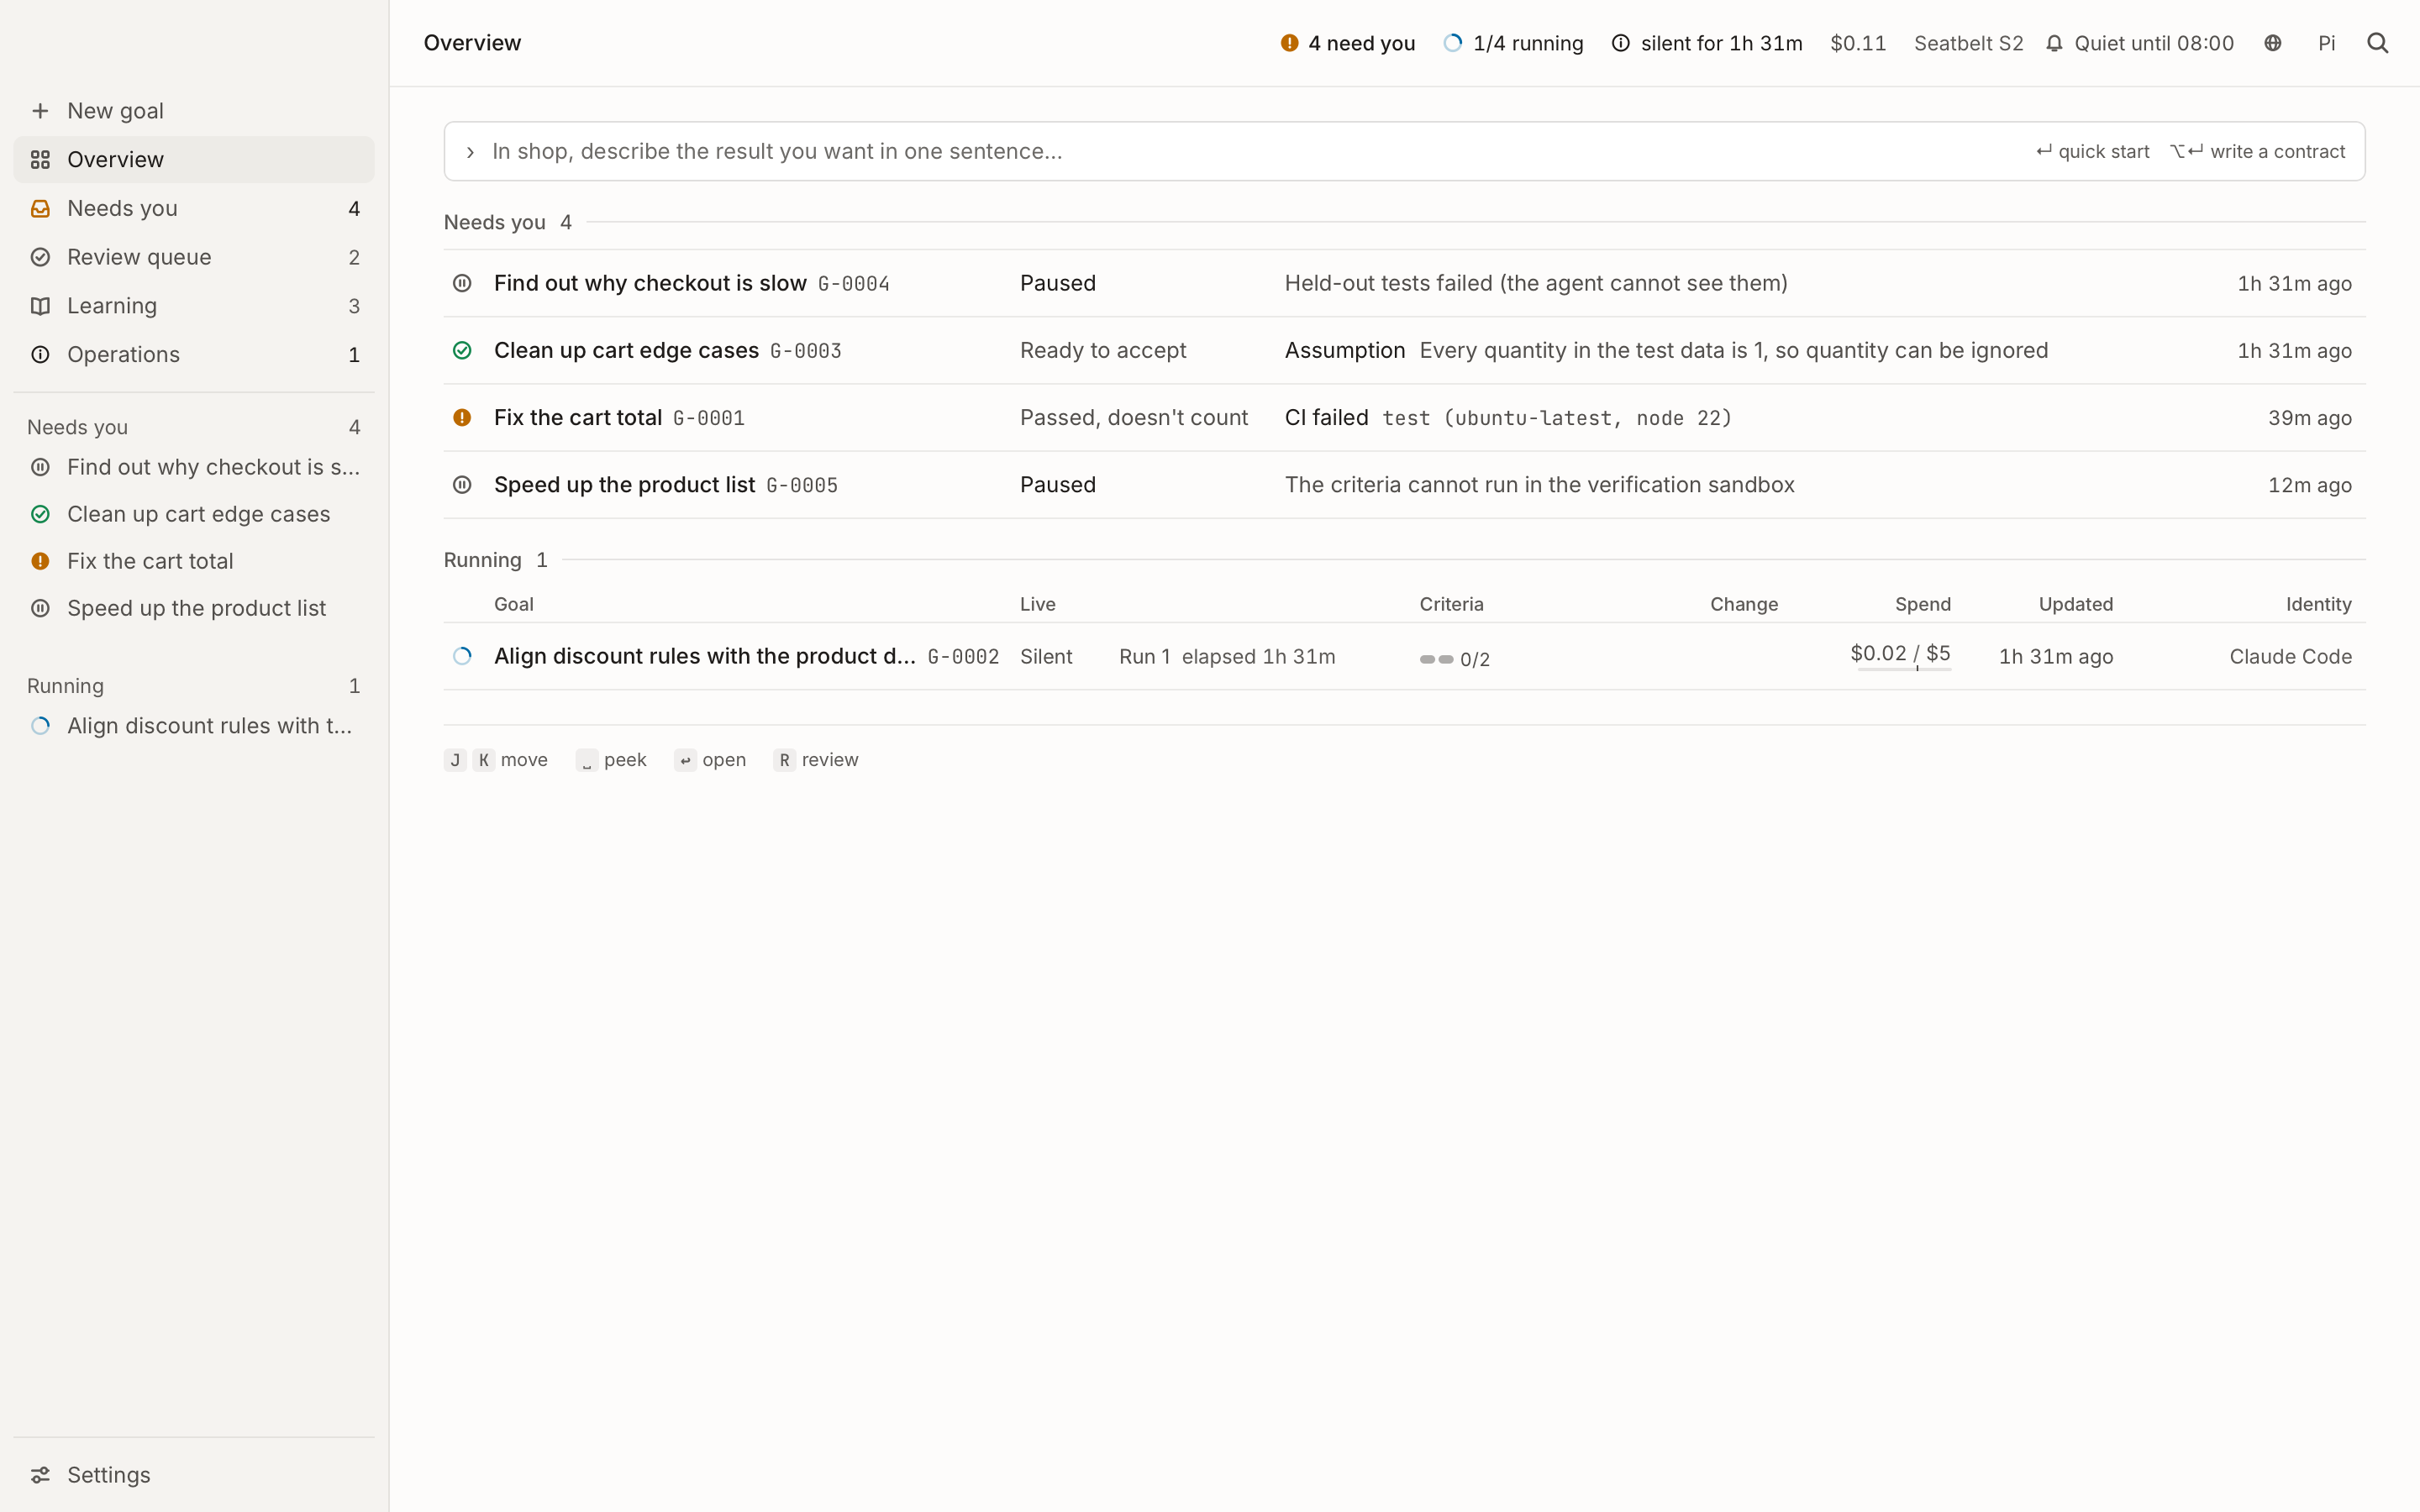 Overview
4 need you
1/4 running
silent for 1h 31m
$0.11
Seatbelt S2
Quiet until 08:00
Pi
New goal
Overview
Needs you 4
Review queue 2
Learning 3
Operations 1
Needs you 4
Find out why checkout is s...
Clean up cart edge cases
Fix the cart total
Speed up the product list
Running 1
Align discount rules with t...
Settings
› In shop, describe the result you want in one sentence... ↵ quick start ⌥↵ write a contract
Needs you 4
Find out why checkout is slow G-0004 Paused Held-out tests failed (the agent cannot see them) 1h 31m ago
Clean up cart edge cases G-0003 Ready to accept Assumption Every quantity in the test data is 1, so quantity can be ignored 1h 31m ago
Fix the cart total G-0001 Passed, doesn't count CI failed test (ubuntu-latest, node 22) 39m ago
Speed up the product list G-0005 Paused The criteria cannot run in the verification sandbox 12m ago
Running 1
Goal Live Criteria Change Spend Updated Identity
Align discount rules with the product d... G-0002 Silent Run 1 elapsed 1h 31m 0/2 $0.02 / $5 1h 31m ago Claude Code
J K move ␣ peek ↩ open R review